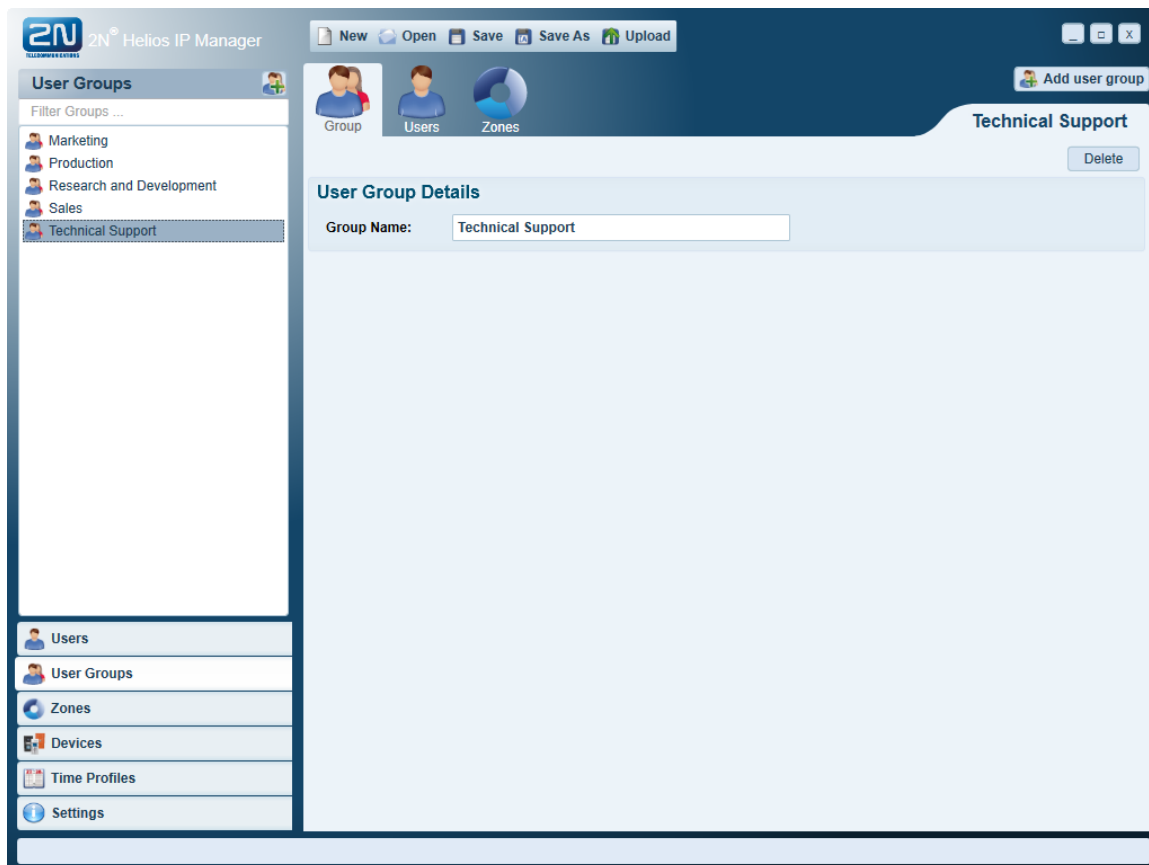 2N
TELECOMMUNICATIONS
2N® Helios IP Manager
New Open Save Save As Upload
_ □ X
User Groups
Filter Groups ...
Marketing
Production
Research and Development
Sales
Technical Support
Group Users Zones
Add user group
Technical Support
Delete
User Group Details
Group Name: Technical Support
Users
User Groups
Zones
Devices
Time Profiles
Settings